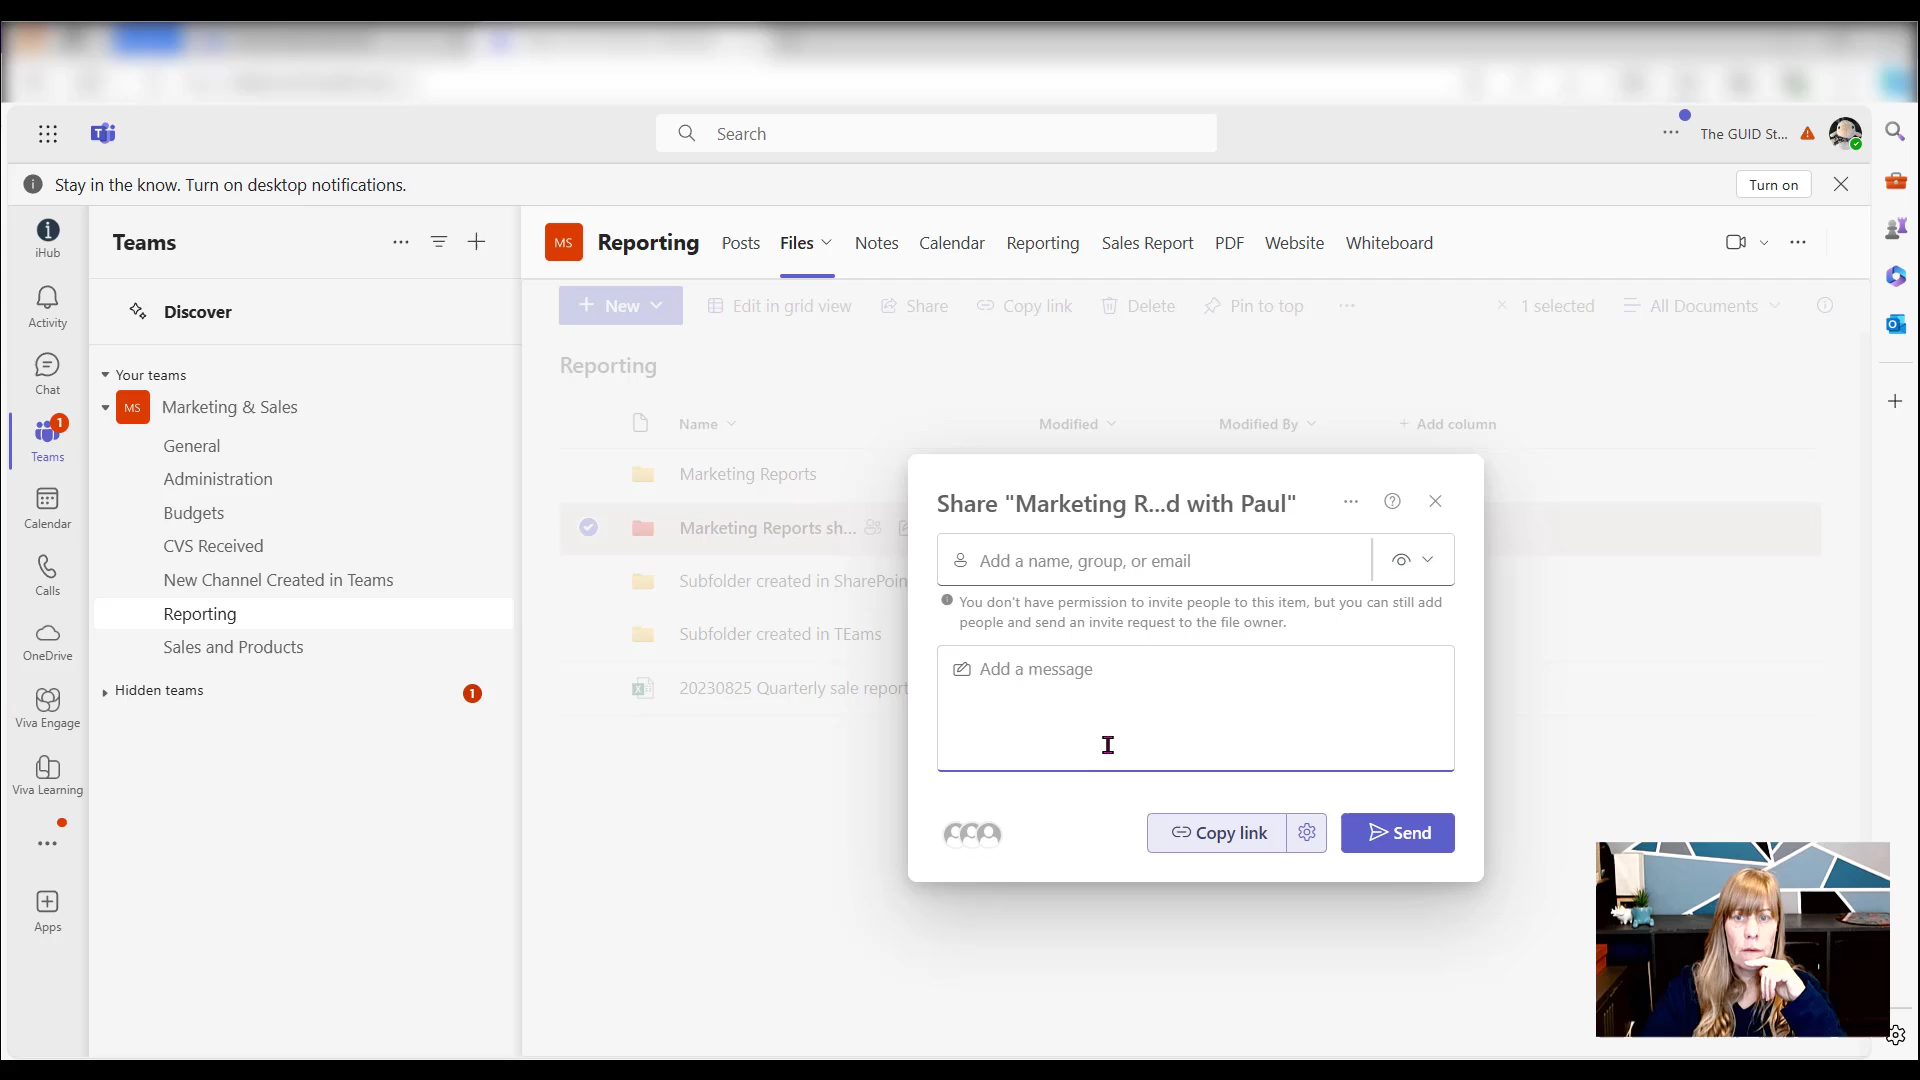 Search
The GUID St...
Stay in the know. Turn on desktop notifications.
Turn on
iHub
Activity
Chat
1
Teams
Calendar
Calls
OneDrive
Viva Engage
Viva Learning
Apps
Teams
Discover
Your teams
MS Marketing & Sales
General
Administration
Budgets
CVS Received
New Channel Created in Teams
Reporting
Sales and Products
Hidden teams 1
MS Reporting Posts Files Notes Calendar Reporting Sales Report PDF Website Whiteboard
New Edit in grid view Share Copy link Delete Pin to top 1 selected All Documents
Reporting
Name Modified Modified By + Add column
Marketing Reports
Marketing Reports sh...
Subfolder created in SharePoin
Subfolder created in TEams
20230825 Quarterly sale report
Share "Marketing R...d with Paul"
Add a name, group, or email
You don't have permission to invite people to this item, but you can still add
people and send an invite request to the file owner.
Add a message
Copy link Send